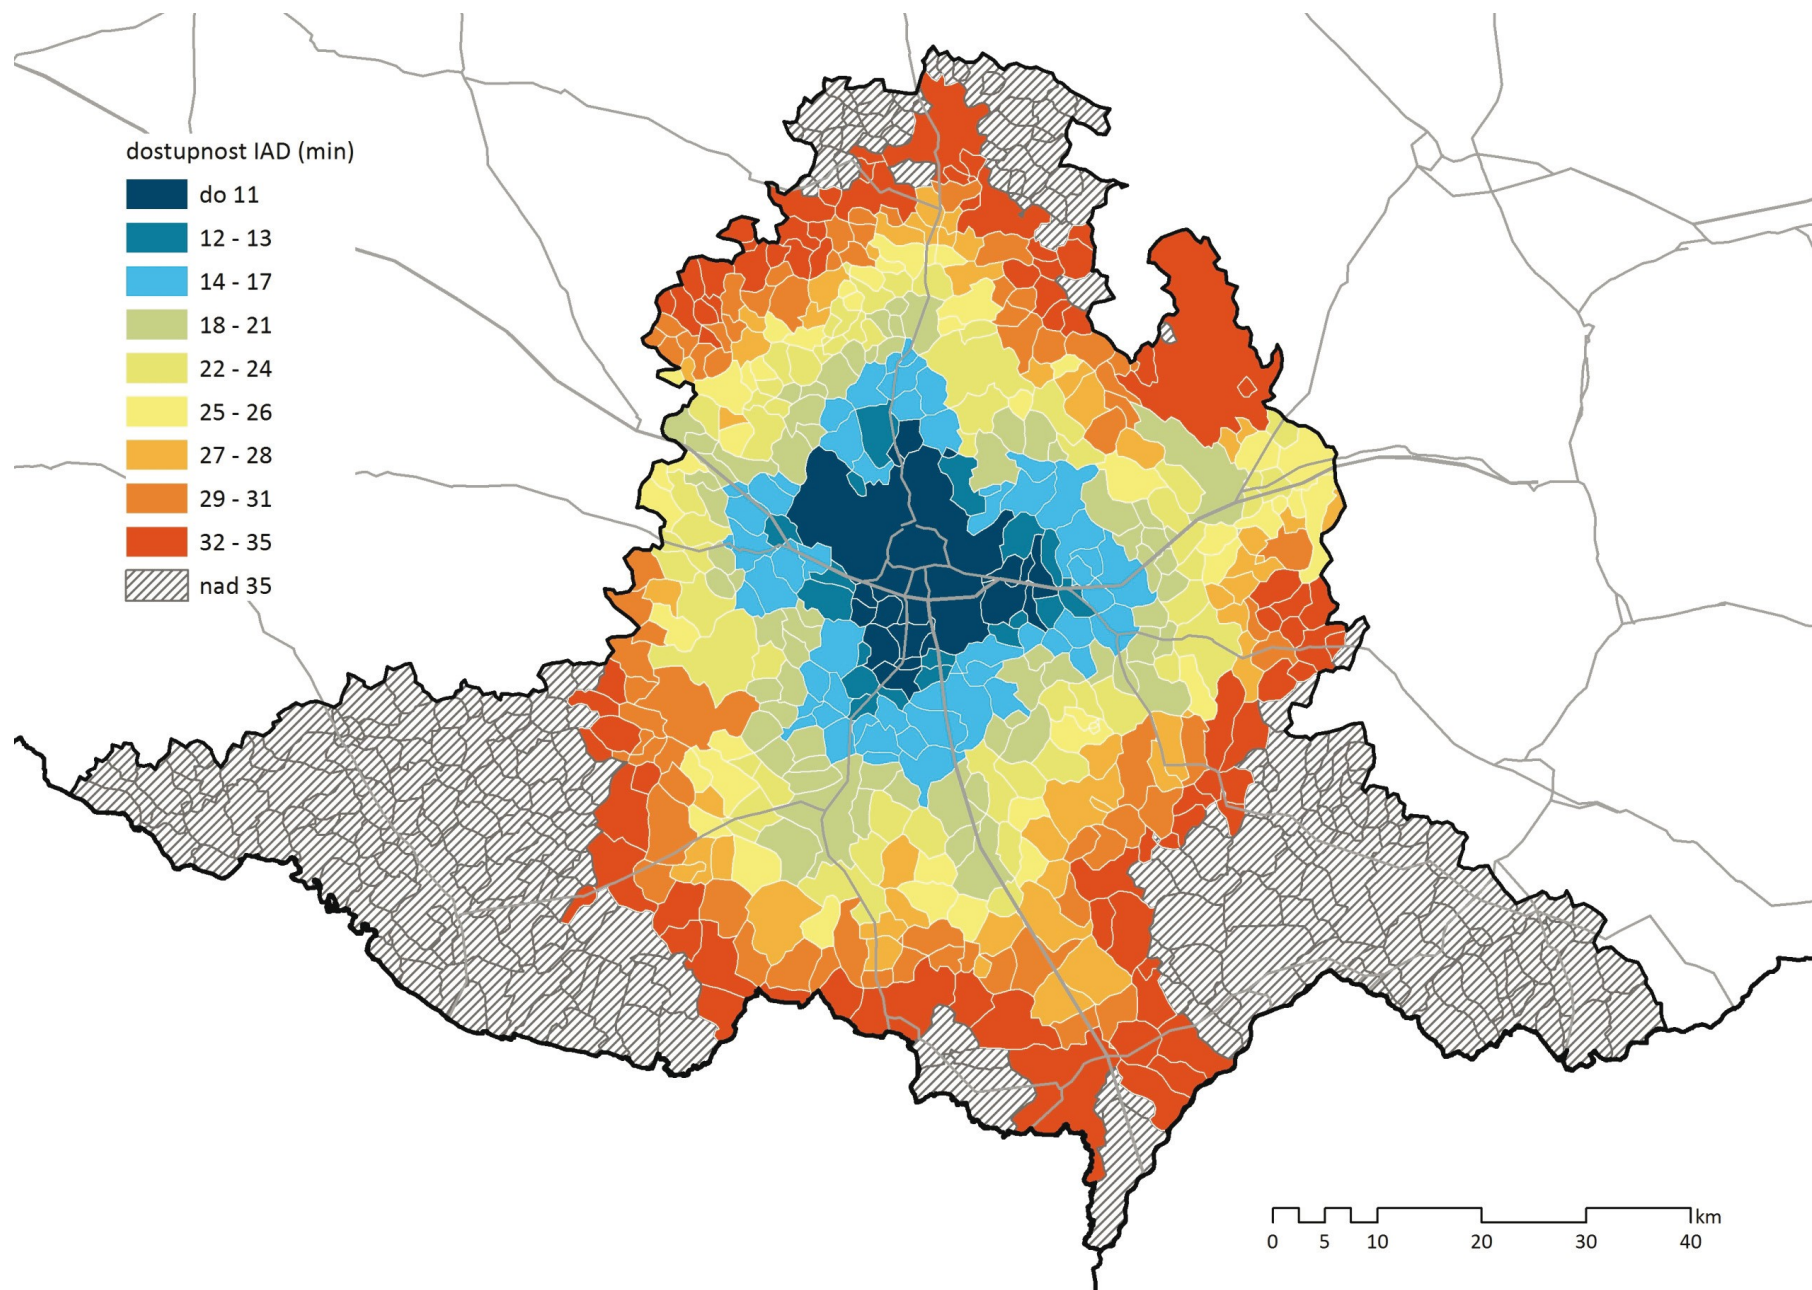 dostupnost IAD (min)
do 11
12 - 13
14 - 17
18 - 21
22 - 24
25 - 26
27 - 28
29 - 31
32 - 35
nad 35
km
0 5 10 20 30 40